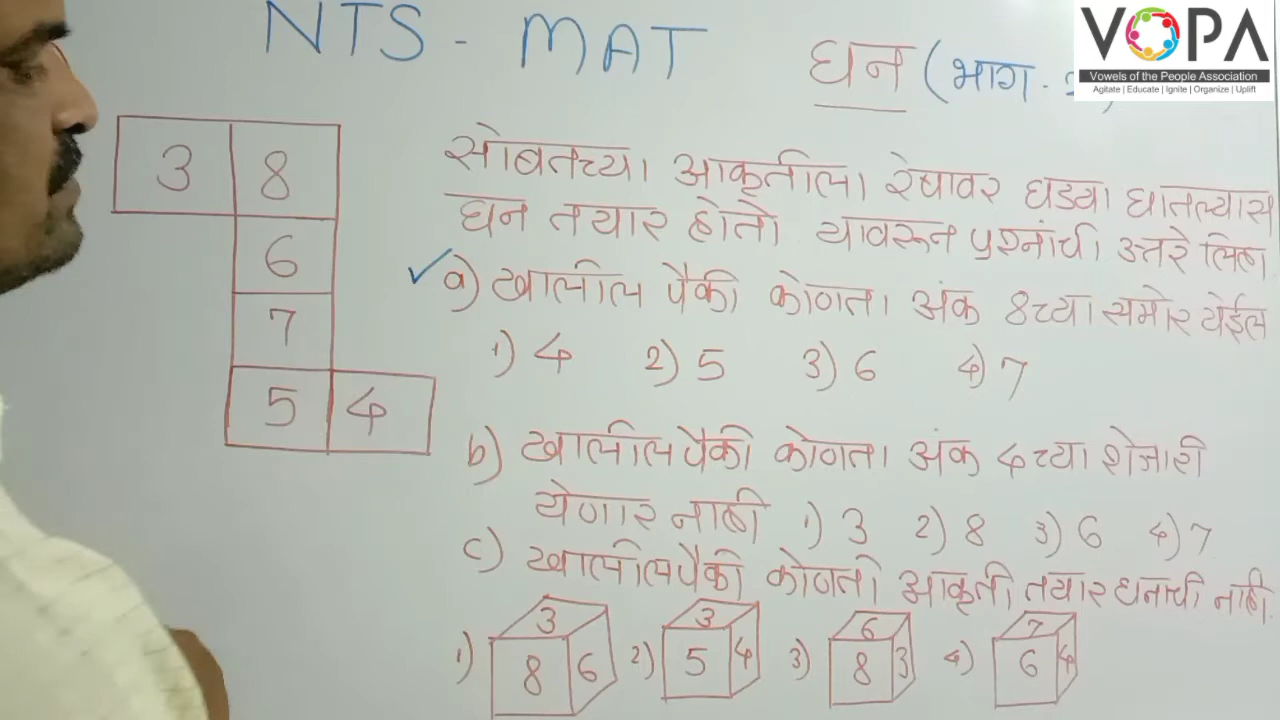 NTS - MAT
घन (भाग -
VOPA
Vowels of the People Association
Agitate | Educate | Ignite | Organize | Uplift
3 8
6
7
5 4
सोबतच्या आकृतीला रेषावर घडया घातल्यास
घन तयार होतो यावरून प्रश्नांची उत्तरे लिहा
✓ a) खालील पैकी कोणता अंक 8च्या समोर येईल
1) 4 2) 5 3) 6 4) 7
b) खालीलपैकी कोणता अंक 4च्या शेजारी
येणार नाही 1) 3 2) 8 3) 6 4) 7
c) खालीलपैकी कोणती आकृती तयार घनाची नाही.
1) 3 8 6 2) 3 5 4 3) 6 8 3 4) 7 6 4